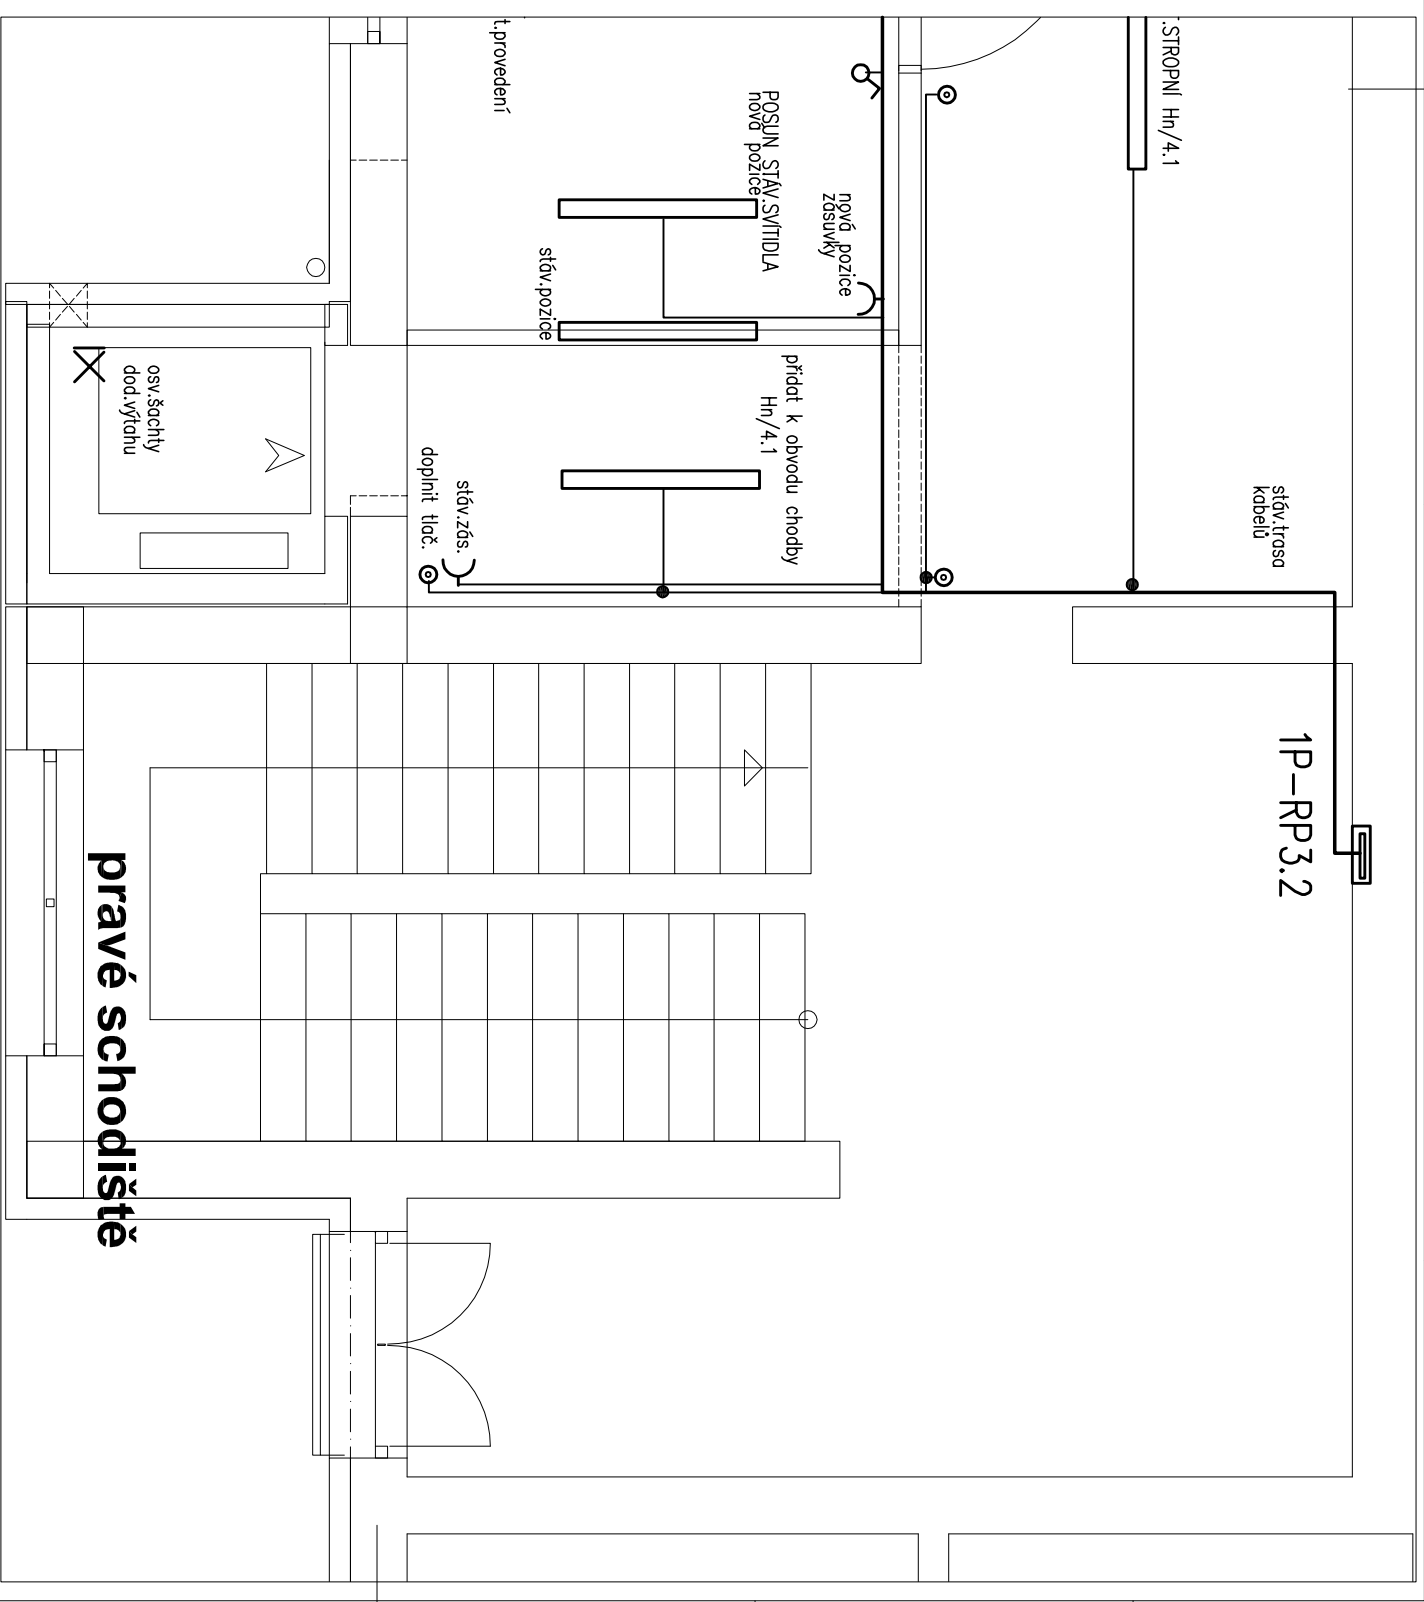 t.provedení
.STROPNÍ Hn/4.1
POSUN STÁV.SVÍTIDLA
nová pozice
nová pozice
zásuvky
stáv.pozice
přidat k obvodu chodby
Hn/4.1
osv.šachty
dod.výtahu
stáv.zás.
doplnit tlač.
stáv.trasa
kabelů
1P-RP3.2
pravé schodiště